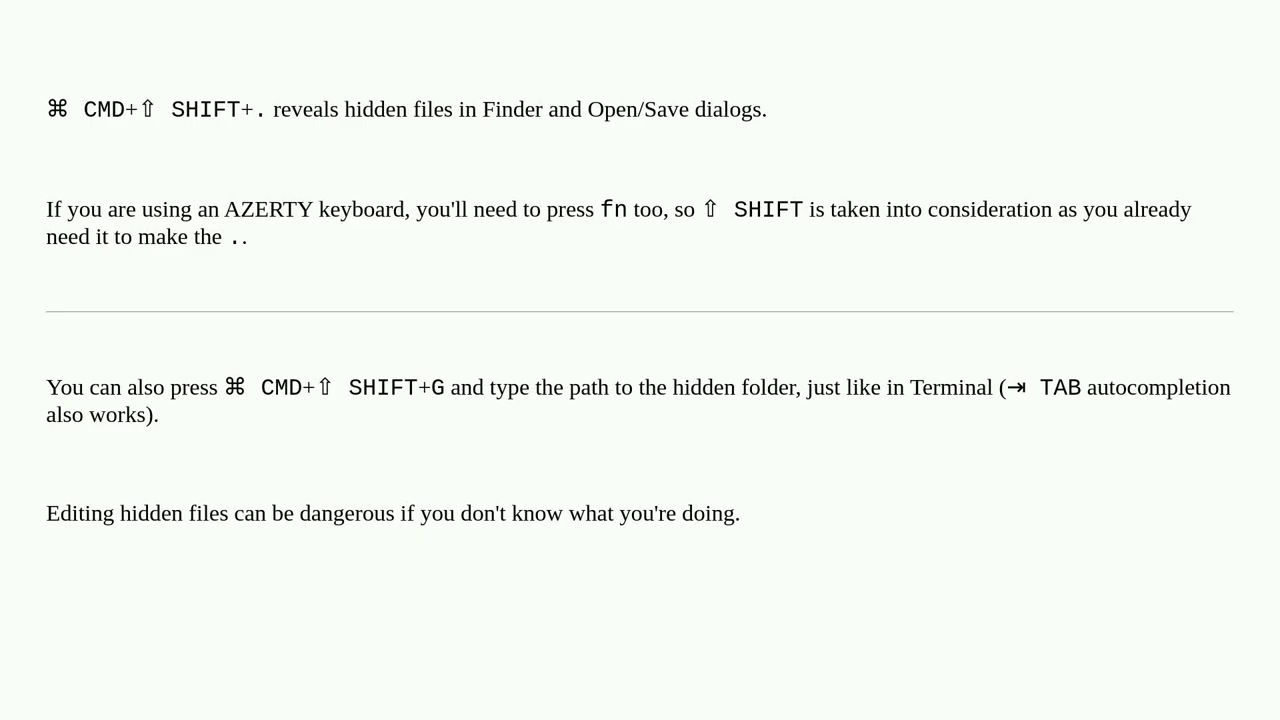 ⌘ CMD+⇧ SHIFT+. reveals hidden files in Finder and Open/Save dialogs.
If you are using an AZERTY keyboard, you'll need to press fn too, so ⇧ SHIFT is taken into consideration as you already
need it to make the ..
You can also press ⌘ CMD+⇧ SHIFT+G and type the path to the hidden folder, just like in Terminal (⇥ TAB autocompletion
also works).
Editing hidden files can be dangerous if you don't know what you're doing.